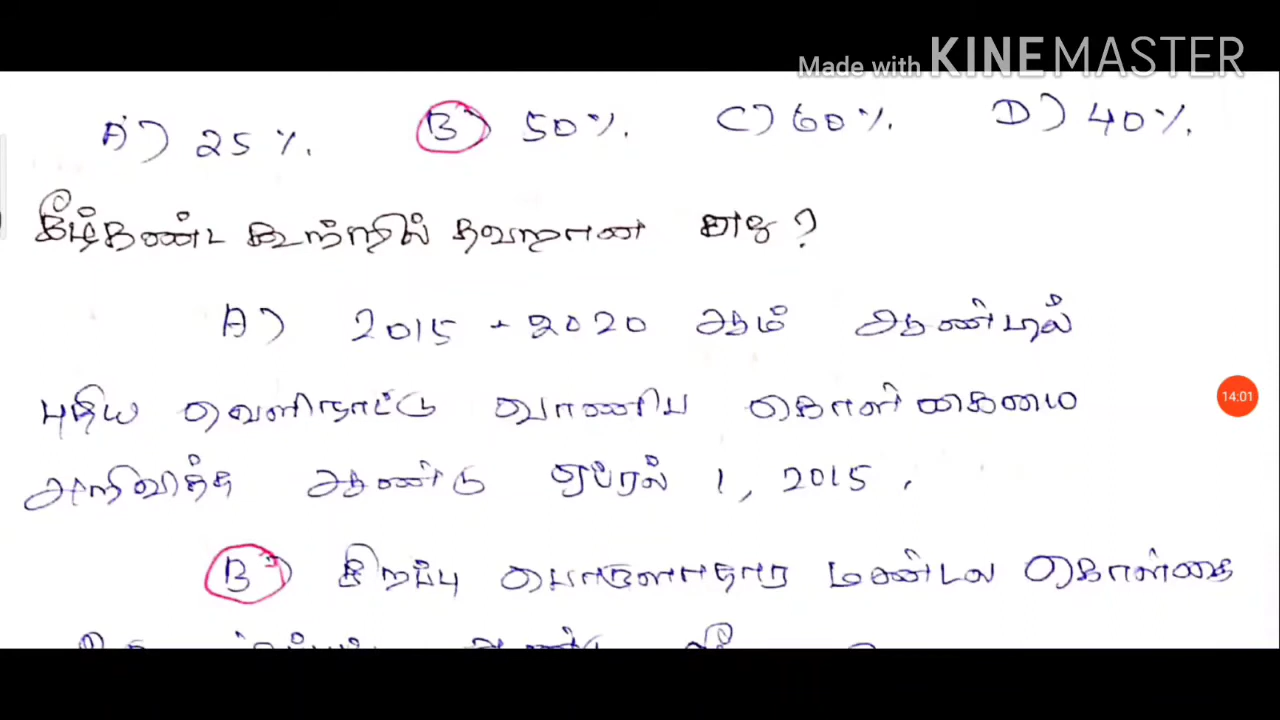 Made with KINEMASTER
A) 25 %. B) 50 %. C) 60 %. D) 40 %.
கீழ்கண்ட கூற்றில் தவறான எது ?
A) 2015 - 2020 ஆம் ஆண்டில்
புதிய வெளிநாட்டு வாணிப கொள்கையை
அறிவித்த ஆண்டு ஏப்ரல் 1, 2015 .
14:01
B) சிறப்பு பொருளாதார மண்டல கொள்கை